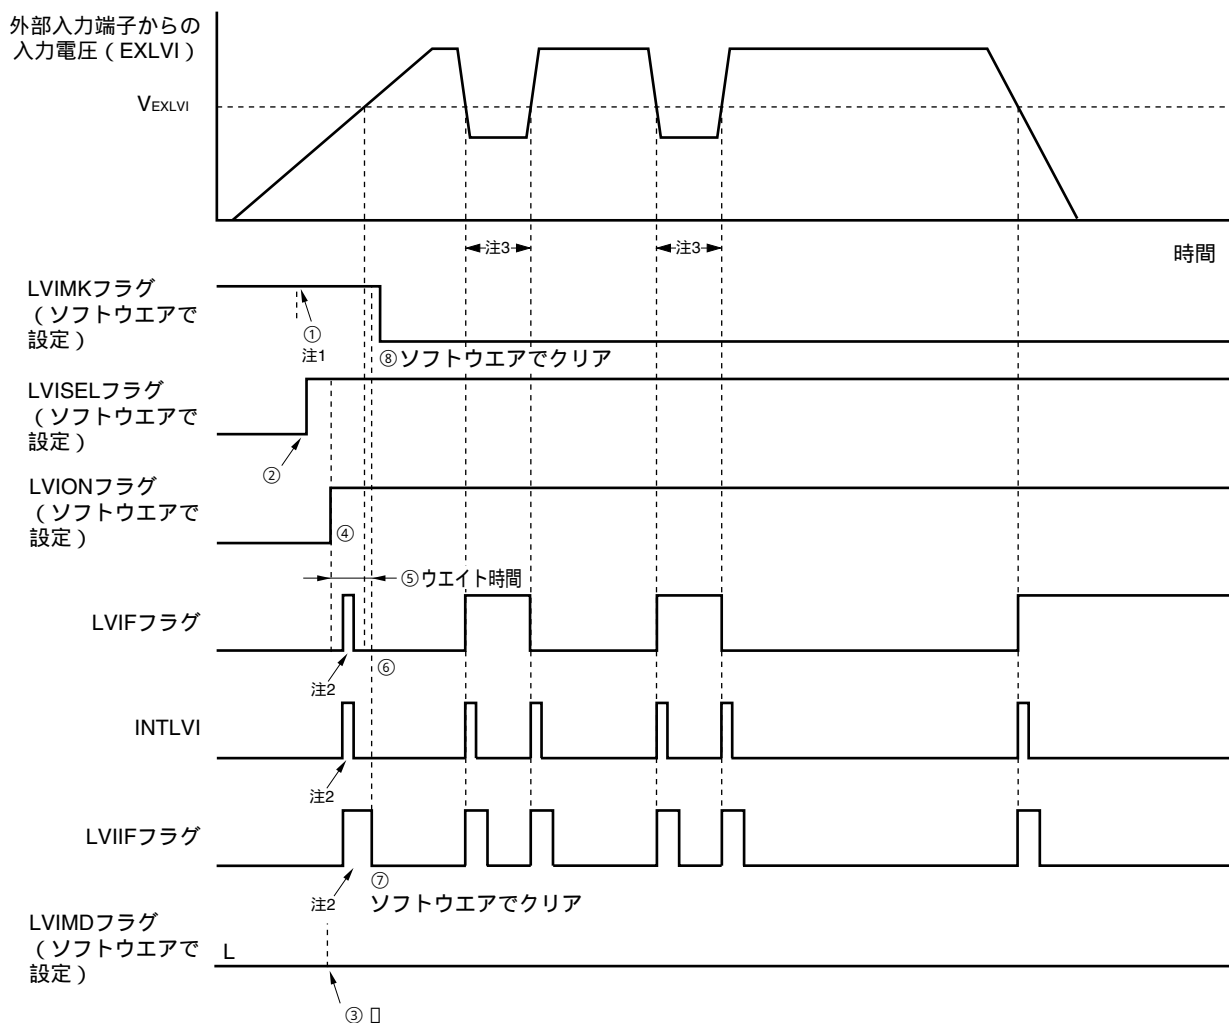 外部入力端子からの
入力電圧（EXLVI）
VEXLVI
注3
注3
時間
LVIMKフラグ
（ソフトウエアで
設定）
①
注1
⑧ソフトウエアでクリア
LVISELフラグ
（ソフトウエアで
設定）
②
LVIONフラグ
（ソフトウエアで
設定）
④
⑤ウエイト時間
LVIFフラグ
⑥
注2
INTLVI
注2
LVIIFフラグ
⑦
注2
ソフトウエアでクリア
LVIMDフラグ
（ソフトウエアで
設定）
L
③